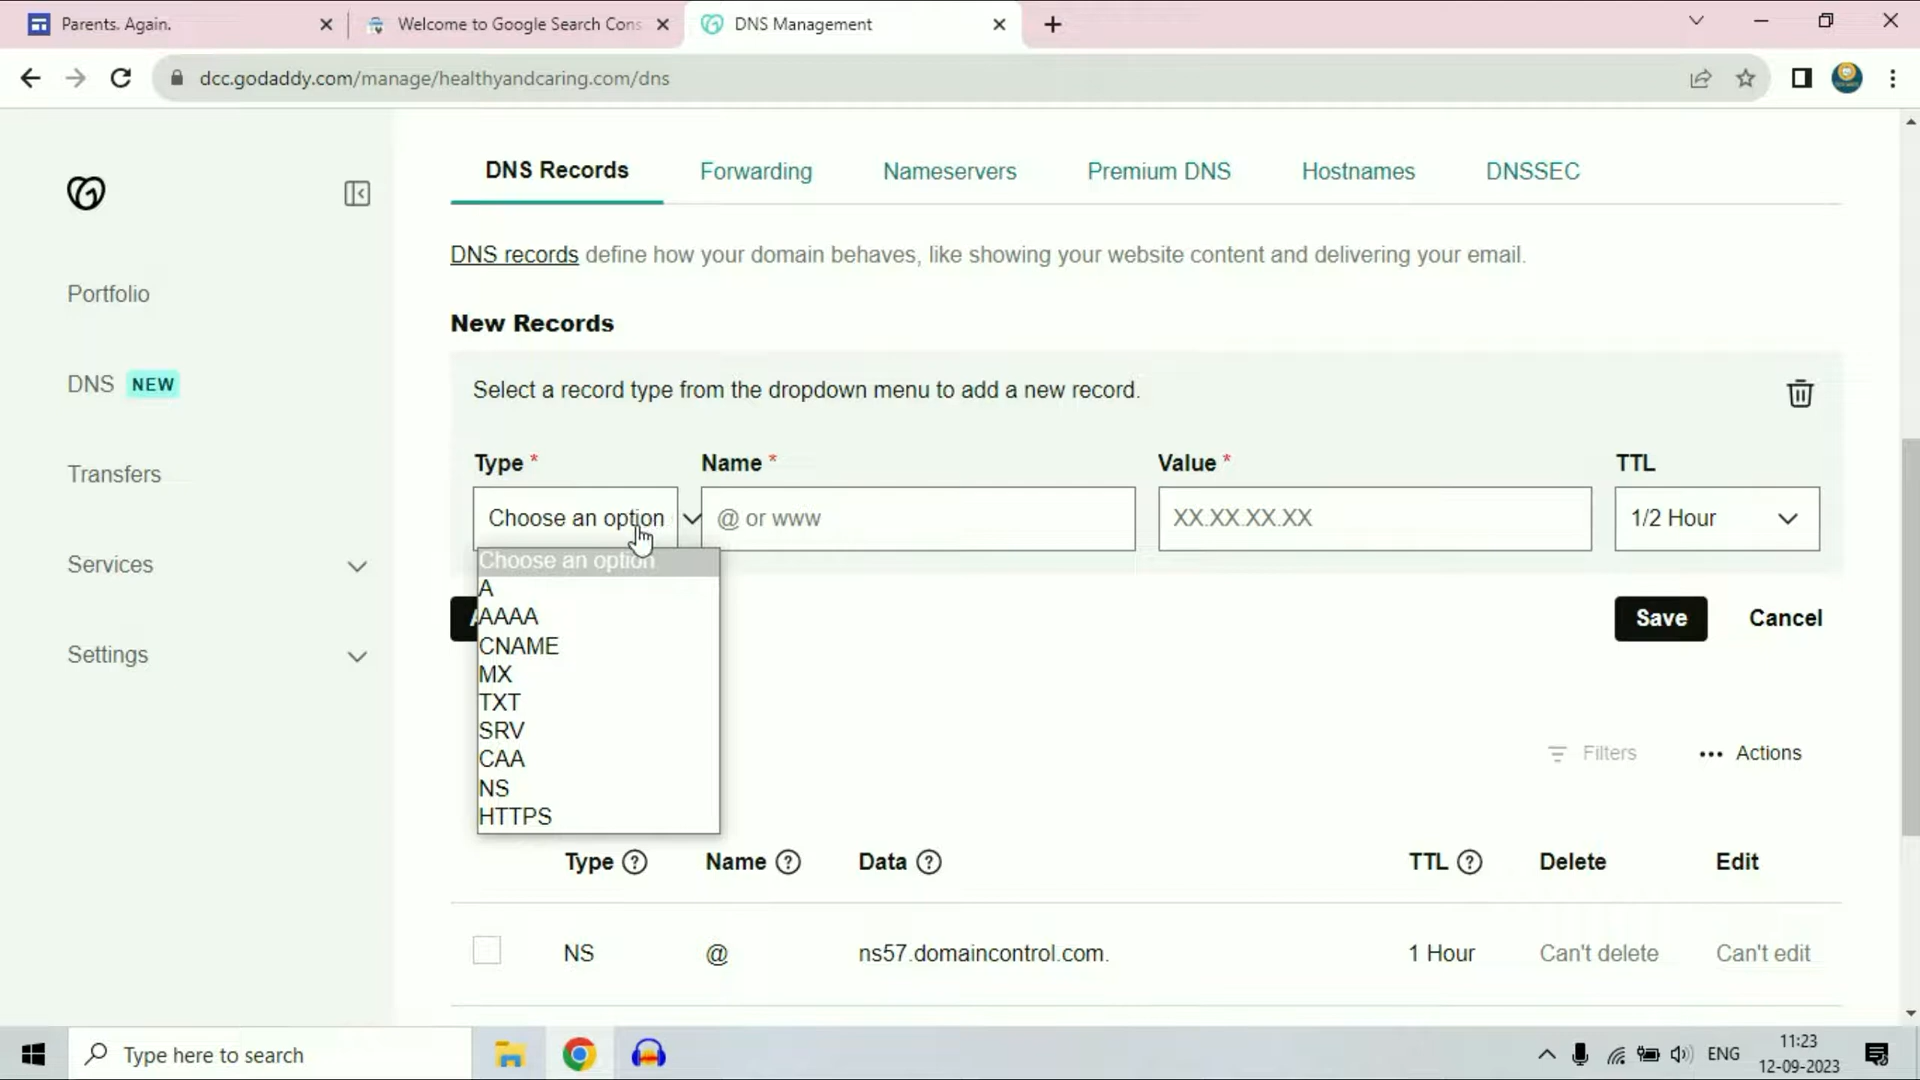 Parents. Again.
Welcome to Google Search Cons
DNS Management
dcc.godaddy.com/manage/healthyandcaring.com/dns
DNS Records
Forwarding
Nameservers
Premium DNS
Hostnames
DNSSEC
DNS records define how your domain behaves, like showing your website content and delivering your email.
Portfolio
DNS NEW
Transfers
Services
Settings
New Records
Select a record type from the dropdown menu to add a new record.
Type *
Name *
Value *
TTL
Choose an option
@ or www
XX.XX.XX.XX
1/2 Hour
Choose an option
A
AAAA
CNAME
MX
TXT
SRV
CAA
NS
HTTPS
Save
Cancel
Filters
Actions
Type ?
Name ?
Data ?
TTL ?
Delete
Edit
NS
@
ns57.domaincontrol.com.
1 Hour
Can't delete
Can't edit
Type here to search
ENG
11:23
12-09-2023